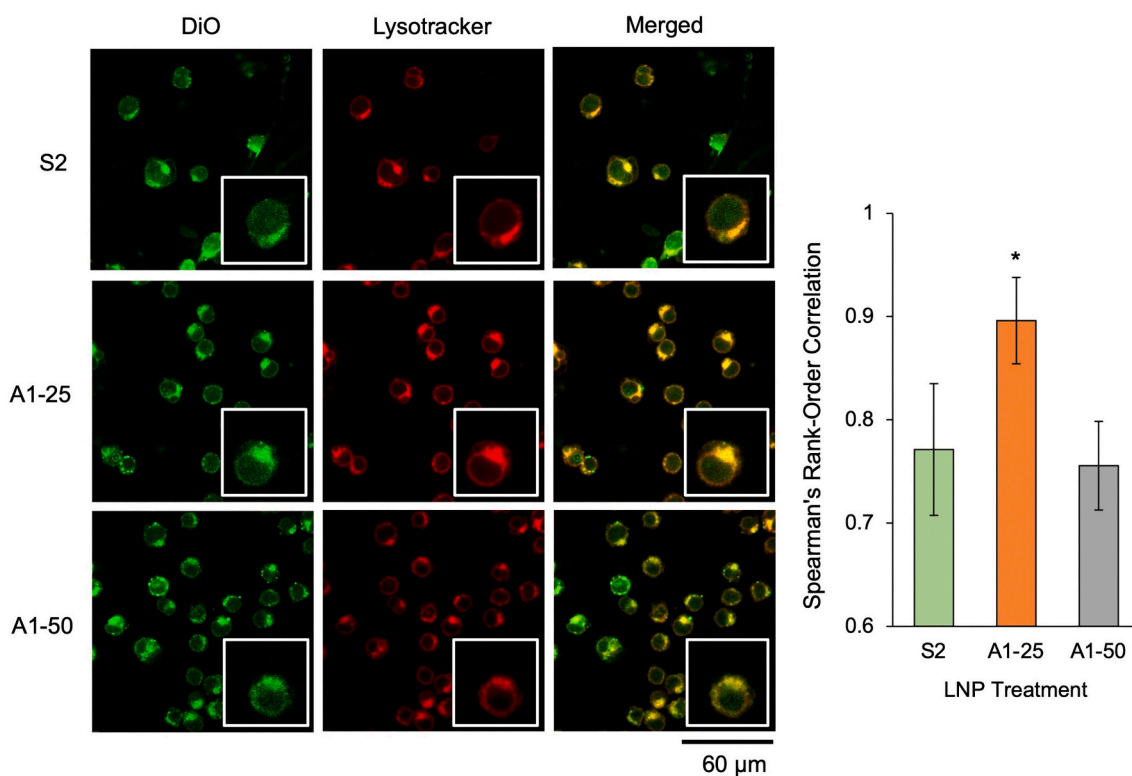 DiO
Lysotracker
Merged
S2
A1-25
A1-50
60 µm
Spearman's Rank-Order Correlation
1
0.9
0.8
0.7
0.6
*
S2
A1-25
A1-50
LNP Treatment